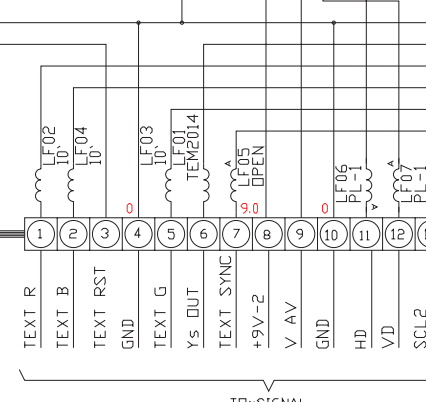 LF02
10`
LF04
10`
LF03
10`
LF01
TEM2014
A
LF05
OPEN
LF06
PL-1
A
A
LF07
PL-1
0
9.0
0
1
2
3
4
5
6
7
8
9
10
11
12
TEXT R
TEXT B
TEXT RST
GND
TEXT G
Ys OUT
TEXT SYNC
+9V-2
V AV
GND
HD
VD
SCL2